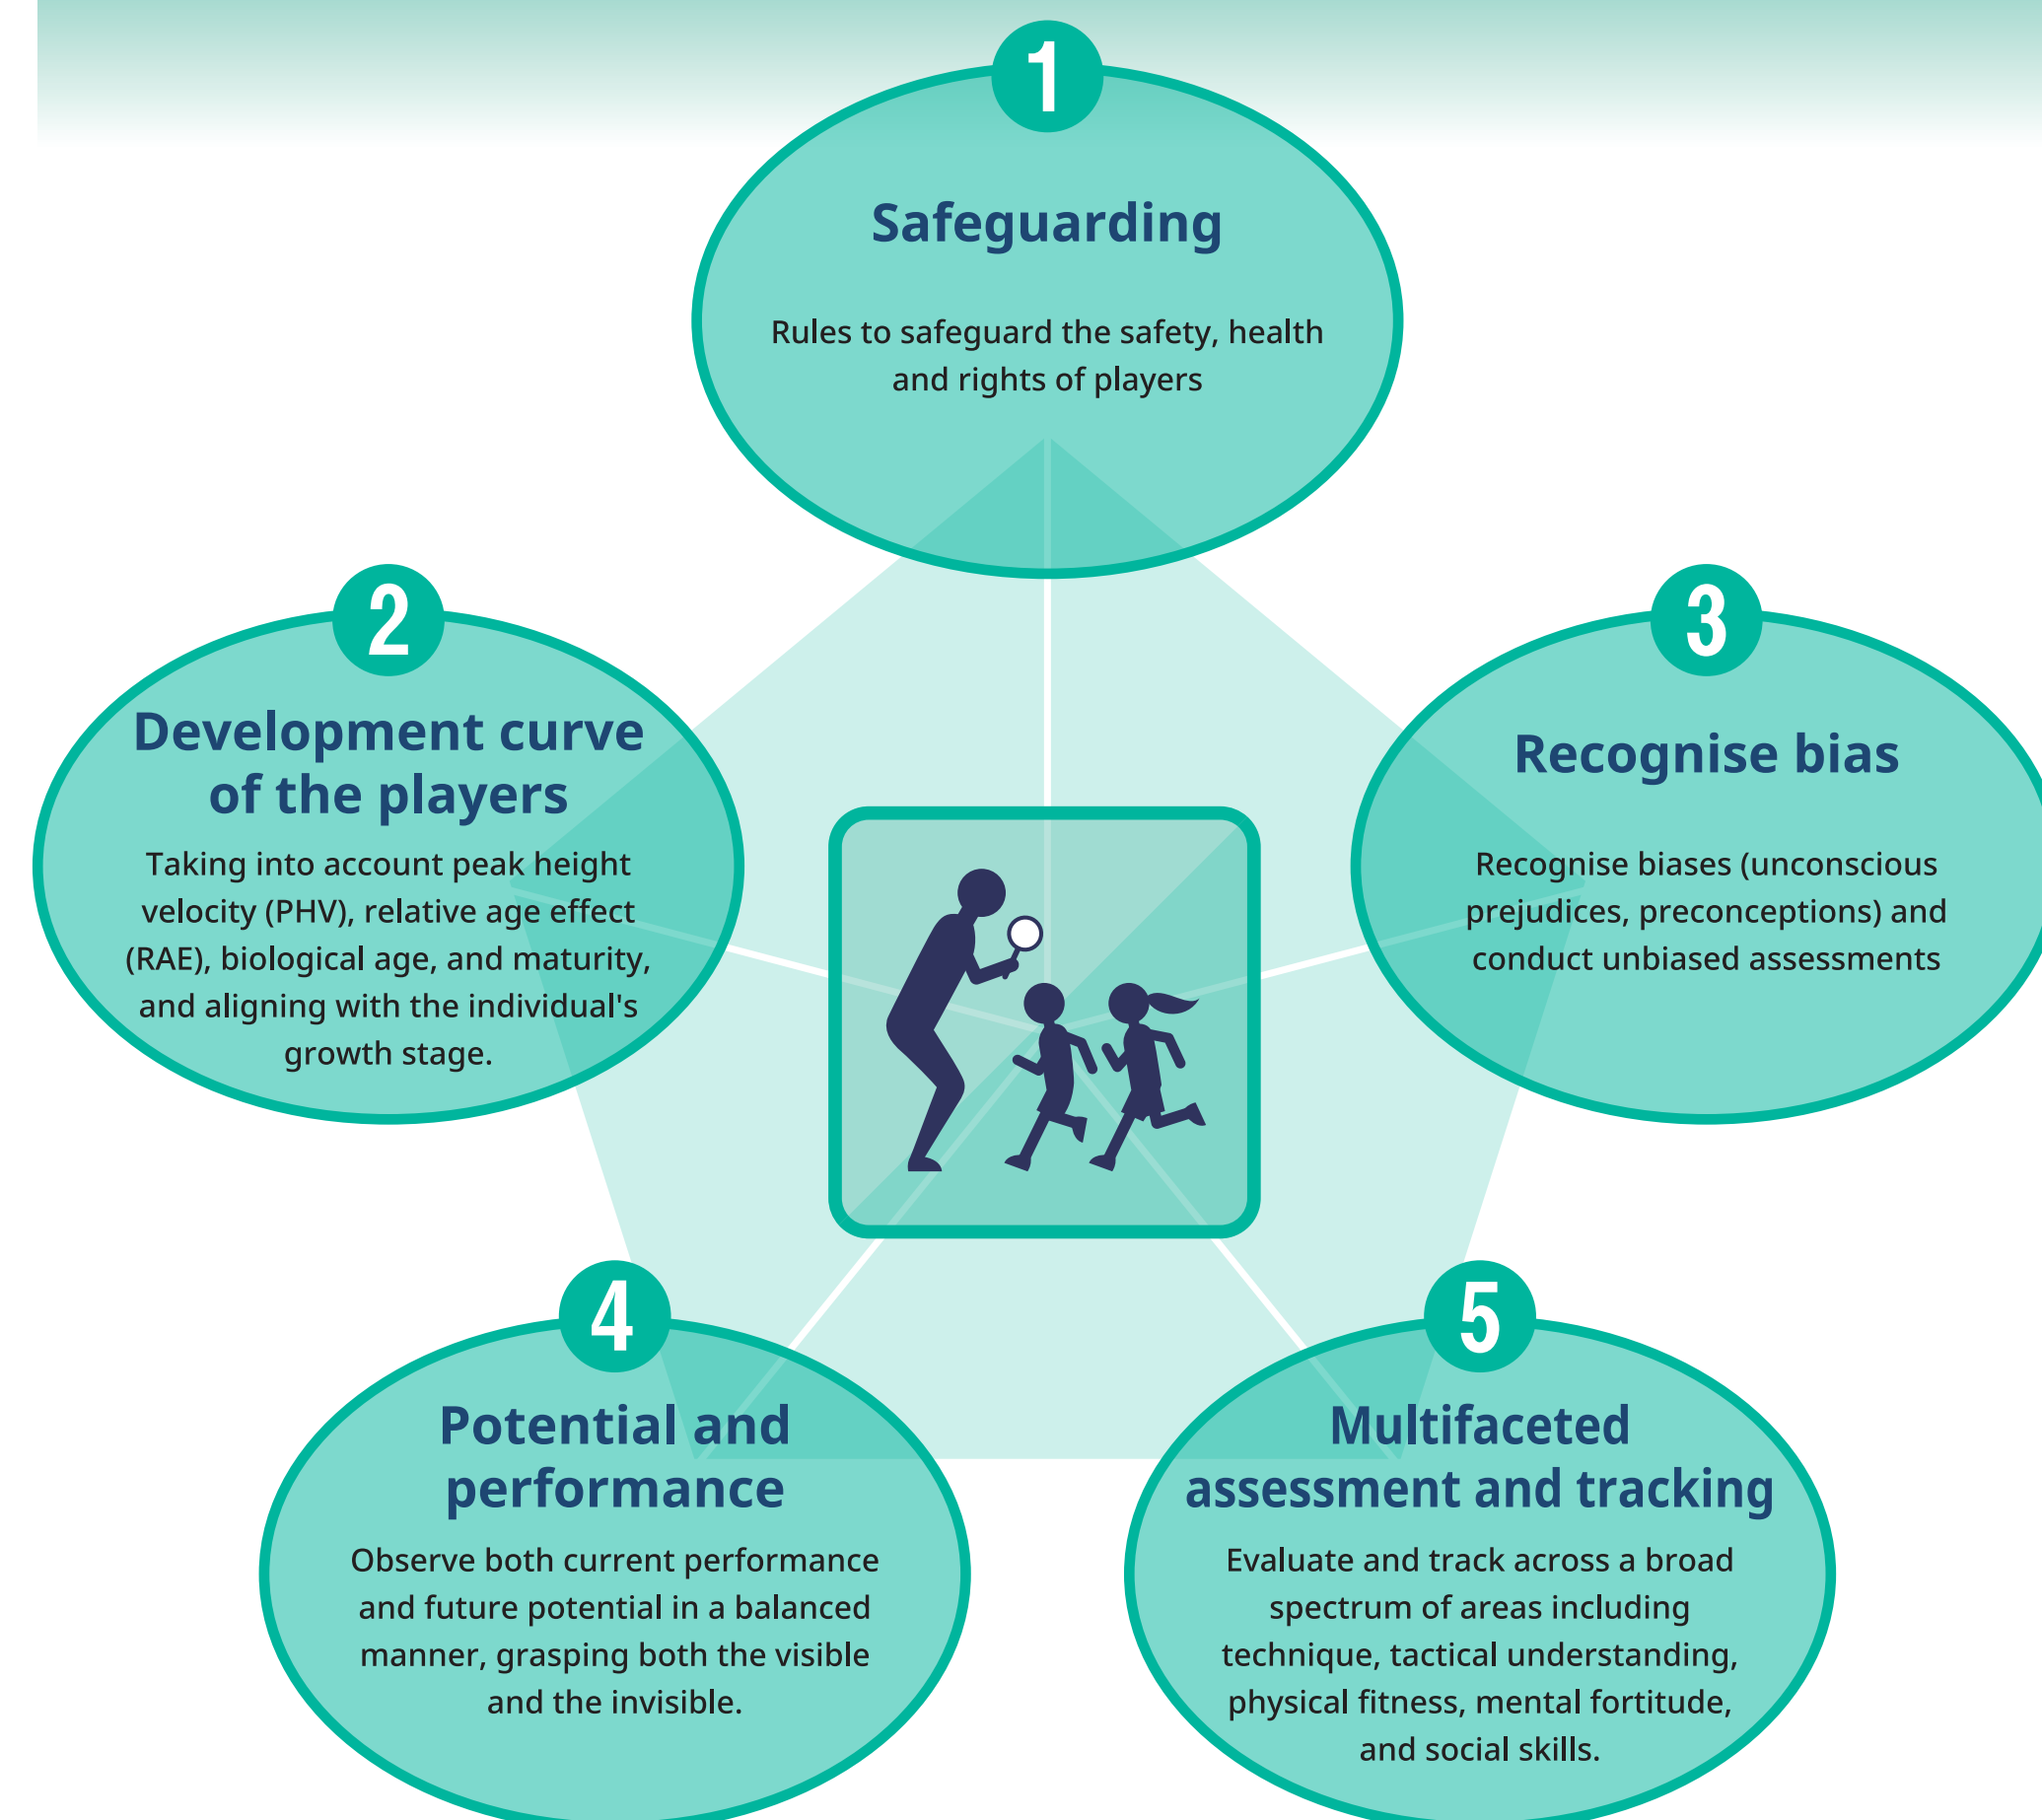 1
Safeguarding
Rules to safeguard the safety, health
and rights of players
2
Development curve
of the players
Taking into account peak height
velocity (PHV), relative age effect
(RAE), biological age, and maturity,
and aligning with the individual's
growth stage.
3
Recognise bias
Recognise biases (unconscious
prejudices, preconceptions) and
conduct unbiased assessments
4
Potential and
performance
Observe both current performance
and future potential in a balanced
manner, grasping both the visible
and the invisible.
5
Multifaceted
assessment and tracking
Evaluate and track across a broad
spectrum of areas including
technique, tactical understanding,
physical fitness, mental fortitude,
and social skills.